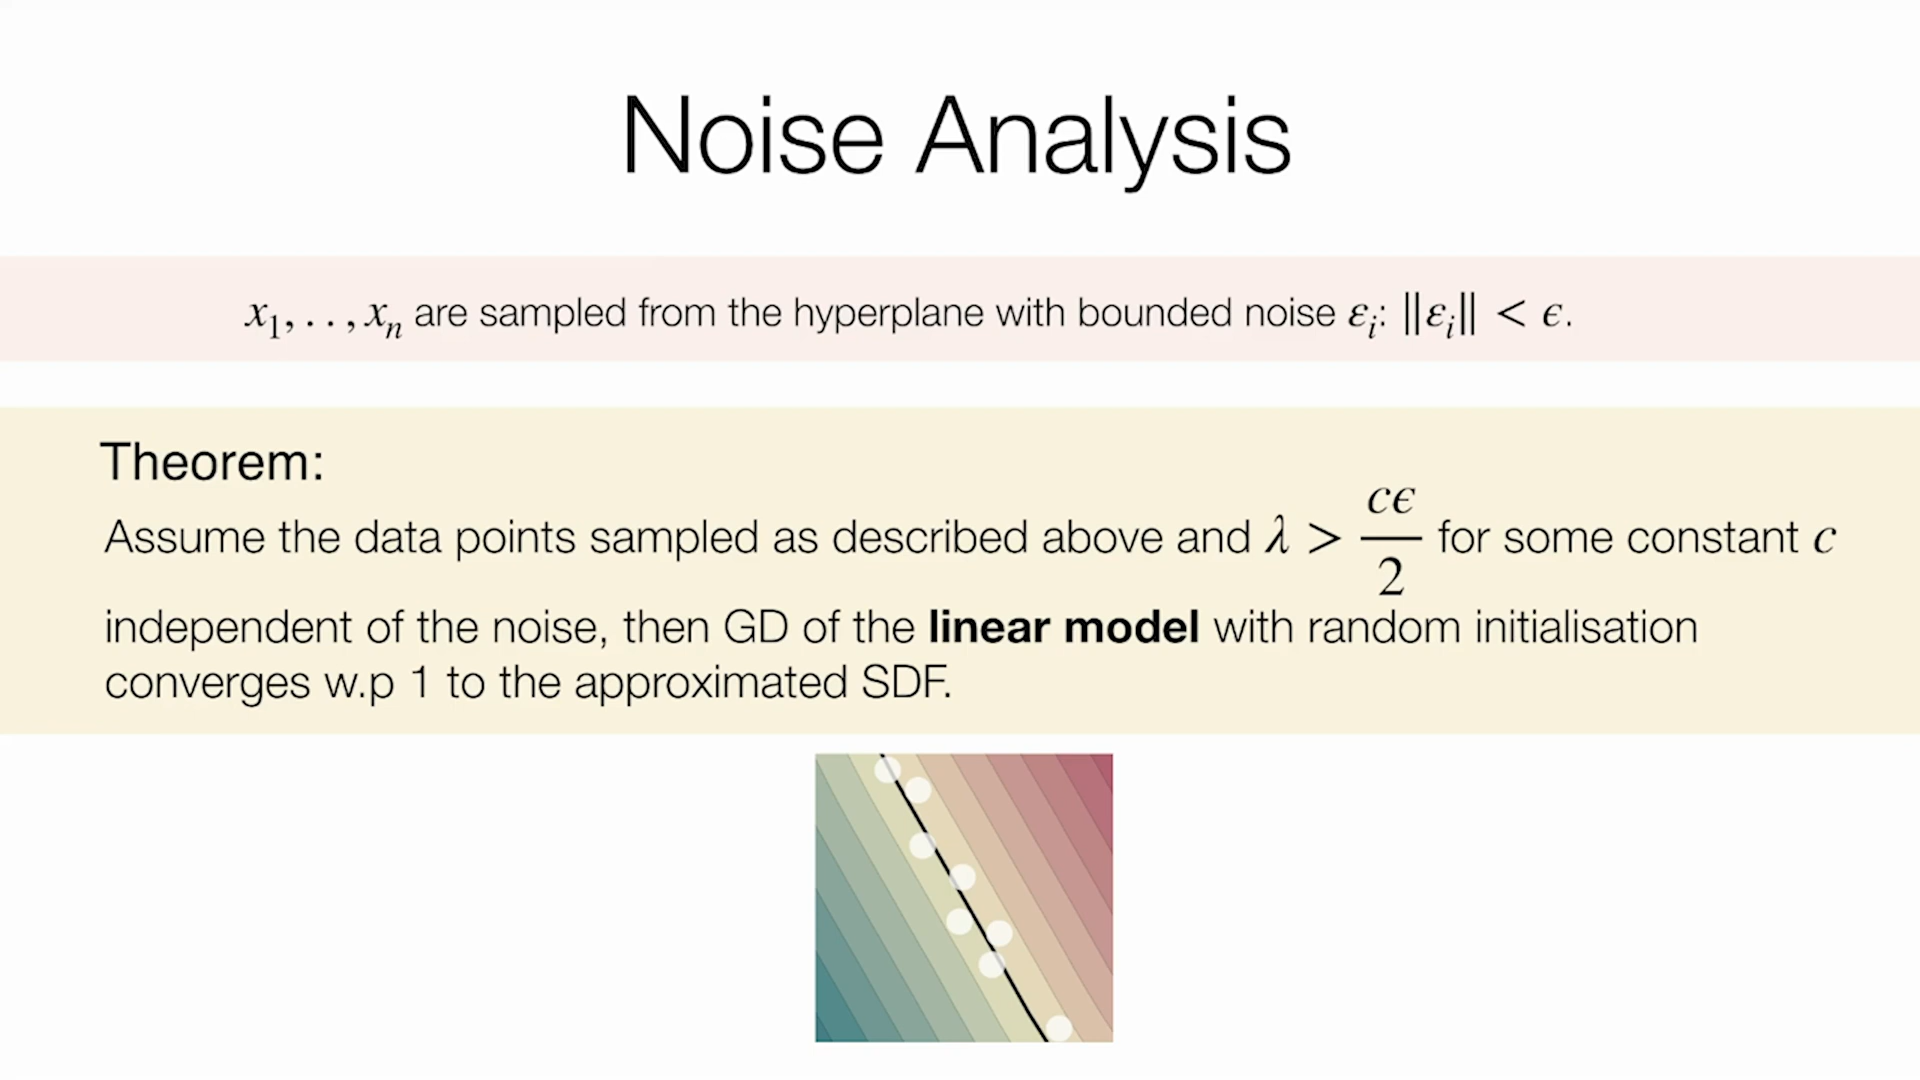 Noise Analysis
x₁, . . , xₙ are sampled from the hyperplane with bounded noise εᵢ: ‖εᵢ‖ < ϵ.
Theorem:
Assume the data points sampled as described above and λ > cϵ/2 for some constant c
independent of the noise, then GD of the linear model with random initialisation
converges w.p 1 to the approximated SDF.